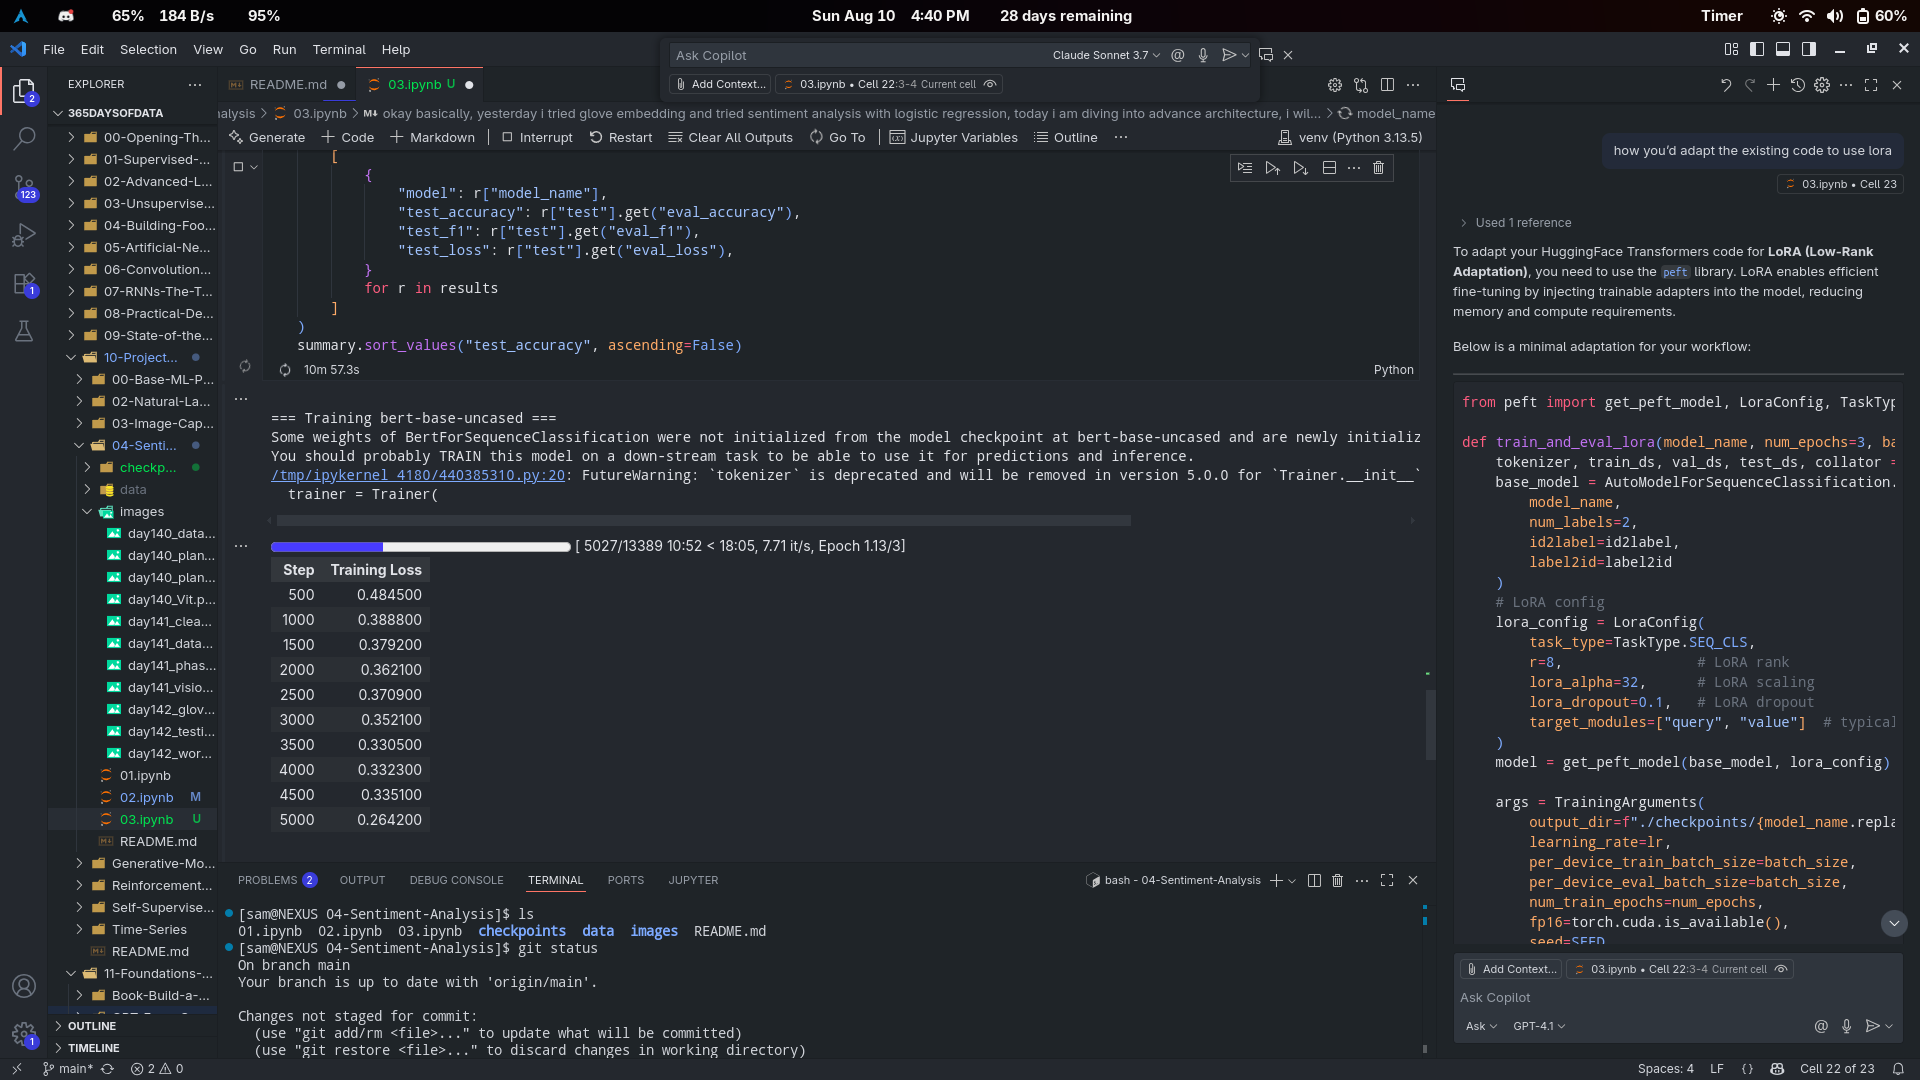 65% 184 B/s 95% Sun Aug 10 4:40 PM 28 days remaining Timer 60%
File Edit Selection View Go Run Terminal Help
Ask Copilot Claude Sonnet 3.7
Add Context... 03.ipynb • Cell 22:3-4 Current cell
EXPLORER
README.md 03.ipynb U
365DAYSOFDATA
00-Opening-Th...
01-Supervised-...
02-Advanced-L...
03-Unsupervise...
04-Building-Foo...
05-Artificial-Ne...
06-Convolution...
07-RNNs-The-T...
08-Practical-De...
09-State-of-the...
10-Project...
00-Base-ML-P...
02-Natural-La...
03-Image-Cap...
04-Senti...
checkp...
data
images
day140_data...
day140_plan...
day140_plan...
day140_Vit.p...
day141_clea...
day141_data...
day141_phas...
day141_visio...
day142_glov...
day142_testi...
day142_wor...
01.ipynb
02.ipynb M
03.ipynb U
README.md
Generative-Mo...
Reinforcement...
Self-Supervise...
Time-Series
README.md
11-Foundations-...
Book-Build-a-...
OUTLINE
TIMELINE
nalysis > 03.ipynb > M↓ okay basically, yesterday i tried glove embedding and tried sentiment analysis with logistic regression, today i am diving into advance architecture, i wil... > model_name
Generate + Code + Markdown Interrupt Restart Clear All Outputs Go To Jupyter Variables Outline ... venv (Python 3.13.5)
[
{
"model": r["model_name"],
"test_accuracy": r["test"].get("eval_accuracy"),
"test_f1": r["test"].get("eval_f1"),
"test_loss": r["test"].get("eval_loss"),
}
for r in results
]
)
summary.sort_values("test_accuracy", ascending=False)
10m 57.3s Python
=== Training bert-base-uncased ===
Some weights of BertForSequenceClassification were not initialized from the model checkpoint at bert-base-uncased and are newly initializ
You should probably TRAIN this model on a down-stream task to be able to use it for predictions and inference.
/tmp/ipykernel_4180/440385310.py:20: FutureWarning: `tokenizer` is deprecated and will be removed in version 5.0.0 for `Trainer.__init__`
trainer = Trainer(
[ 5027/13389 10:52 < 18:05, 7.71 it/s, Epoch 1.13/3]
Step Training Loss
500 0.484500
1000 0.388800
1500 0.379200
2000 0.362100
2500 0.370900
3000 0.352100
3500 0.330500
4000 0.332300
4500 0.335100
5000 0.264200
PROBLEMS 2 OUTPUT DEBUG CONSOLE TERMINAL PORTS JUPYTER bash - 04-Sentiment-Analysis
[sam@NEXUS 04-Sentiment-Analysis]$ ls
01.ipynb 02.ipynb 03.ipynb checkpoints data images README.md
[sam@NEXUS 04-Sentiment-Analysis]$ git status
On branch main
Your branch is up to date with 'origin/main'.
Changes not staged for commit:
(use "git add/rm <file>..." to update what will be committed)
(use "git restore <file>..." to discard changes in working directory)
how you'd adapt the existing code to use lora
03.ipynb • Cell 23
Used 1 reference
To adapt your HuggingFace Transformers code for LoRA (Low-Rank
Adaptation), you need to use the peft library. LoRA enables efficient
fine-tuning by injecting trainable adapters into the model, reducing
memory and compute requirements.
Below is a minimal adaptation for your workflow:
from peft import get_peft_model, LoraConfig, TaskTyp
def train_and_eval_lora(model_name, num_epochs=3, ba
tokenizer, train_ds, val_ds, test_ds, collator =
base_model = AutoModelForSequenceClassification.
model_name,
num_labels=2,
id2label=id2label,
label2id=label2id
)
# LoRA config
lora_config = LoraConfig(
task_type=TaskType.SEQ_CLS,
r=8, # LoRA rank
lora_alpha=32, # LoRA scaling
lora_dropout=0.1, # LoRA dropout
target_modules=["query", "value"] # typical
)
model = get_peft_model(base_model, lora_config)
args = TrainingArguments(
output_dir=f"./checkpoints/{model_name.repla
learning_rate=lr,
per_device_train_batch_size=batch_size,
per_device_eval_batch_size=batch_size,
num_train_epochs=num_epochs,
fp16=torch.cuda.is_available(),
seed=SEED
Add Context... 03.ipynb • Cell 22:3-4 Current cell
Ask Copilot
Ask GPT-4.1
2
123
1
1
main* 2 0 Spaces: 4 LF {} Cell 22 of 23